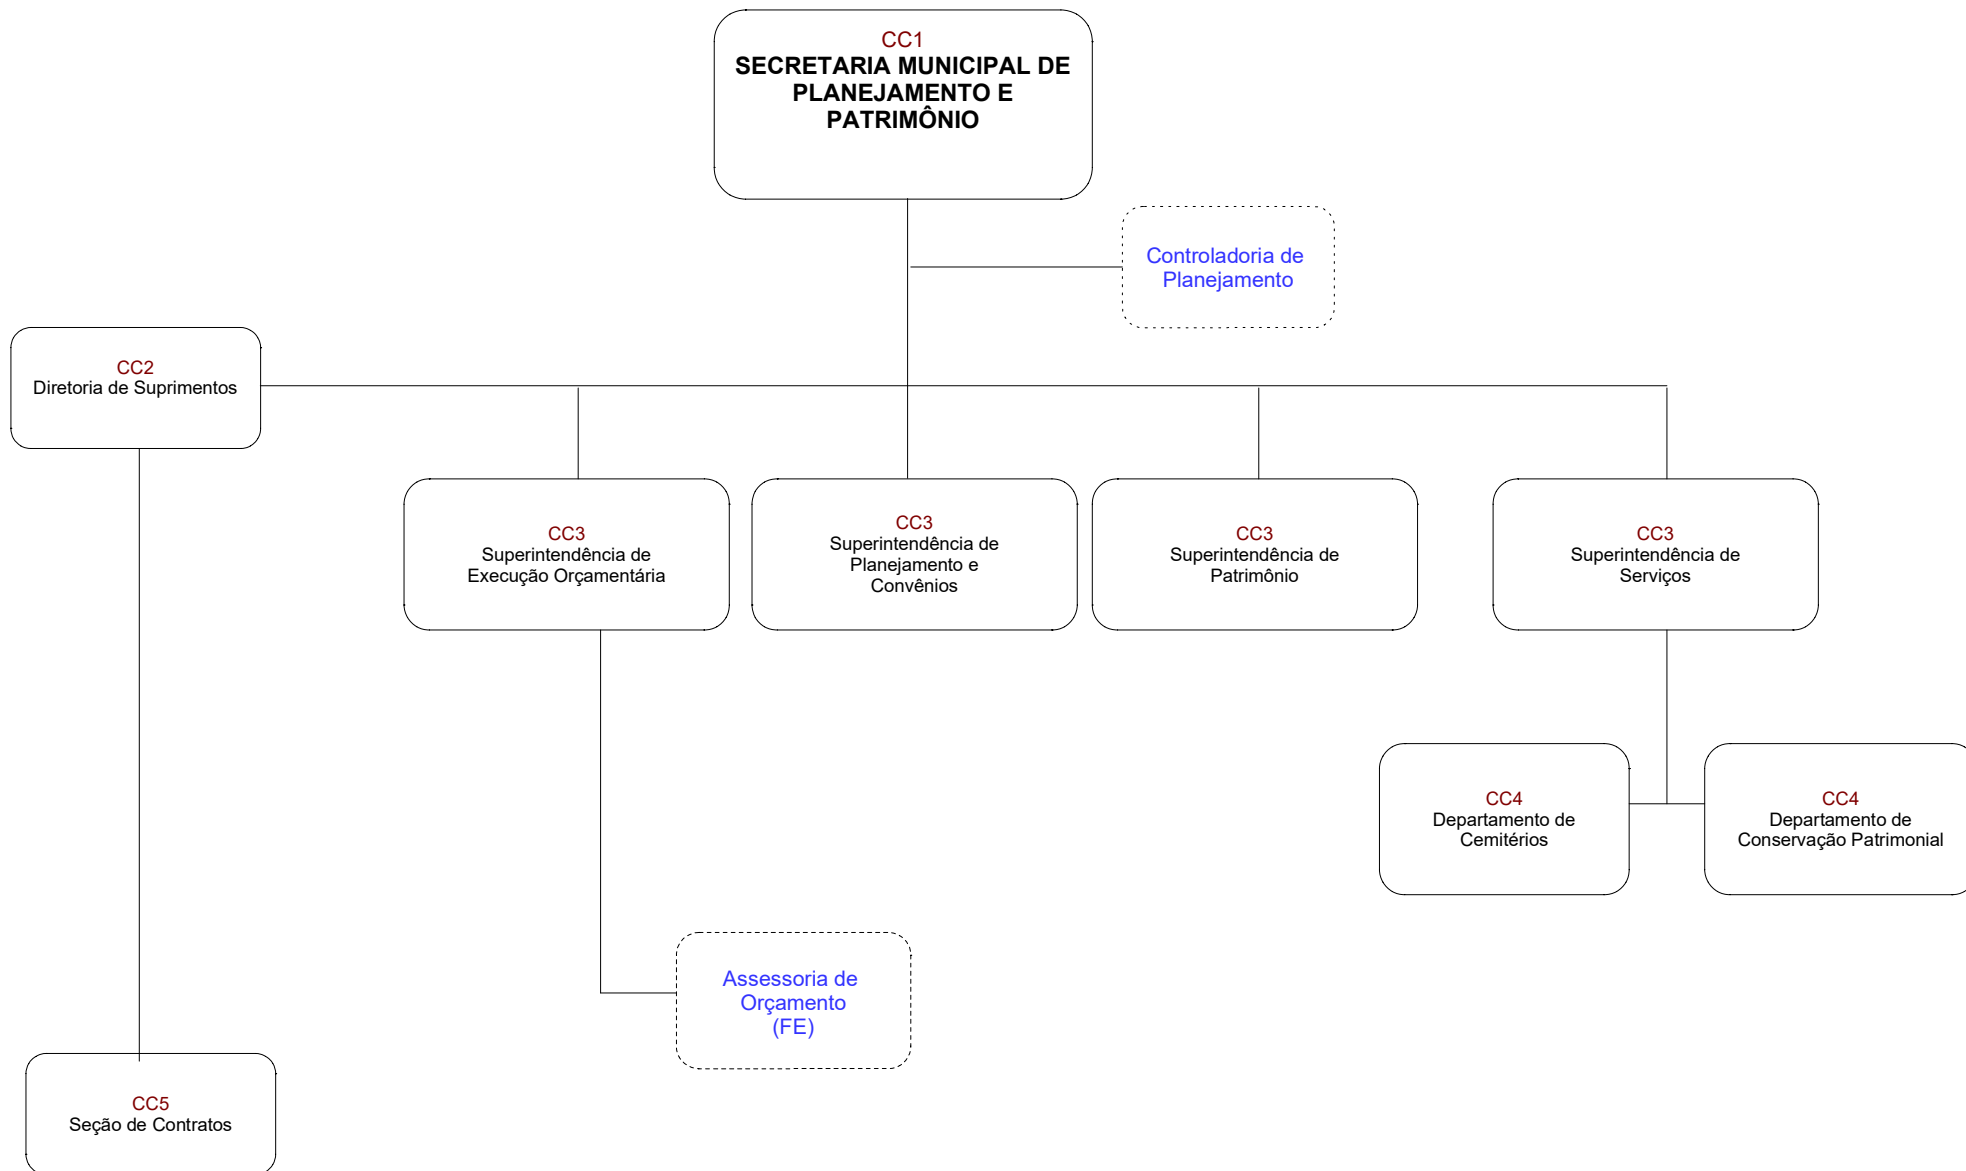 CC1
SECRETARIA MUNICIPAL DE
PLANEJAMENTO E
PATRIMÔNIO
Controladoria de
Planejamento
CC2
Diretoria de Suprimentos
CC3
Superintendência de
Execução Orçamentária
CC3
Superintendência de
Planejamento e
Convênios
CC3
Superintendência de
Patrimônio
CC3
Superintendência de
Serviços
CC4
Departamento de
Cemitérios
CC4
Departamento de
Conservação Patrimonial
Assessoria de
Orçamento
(FE)
CC5
Seção de Contratos